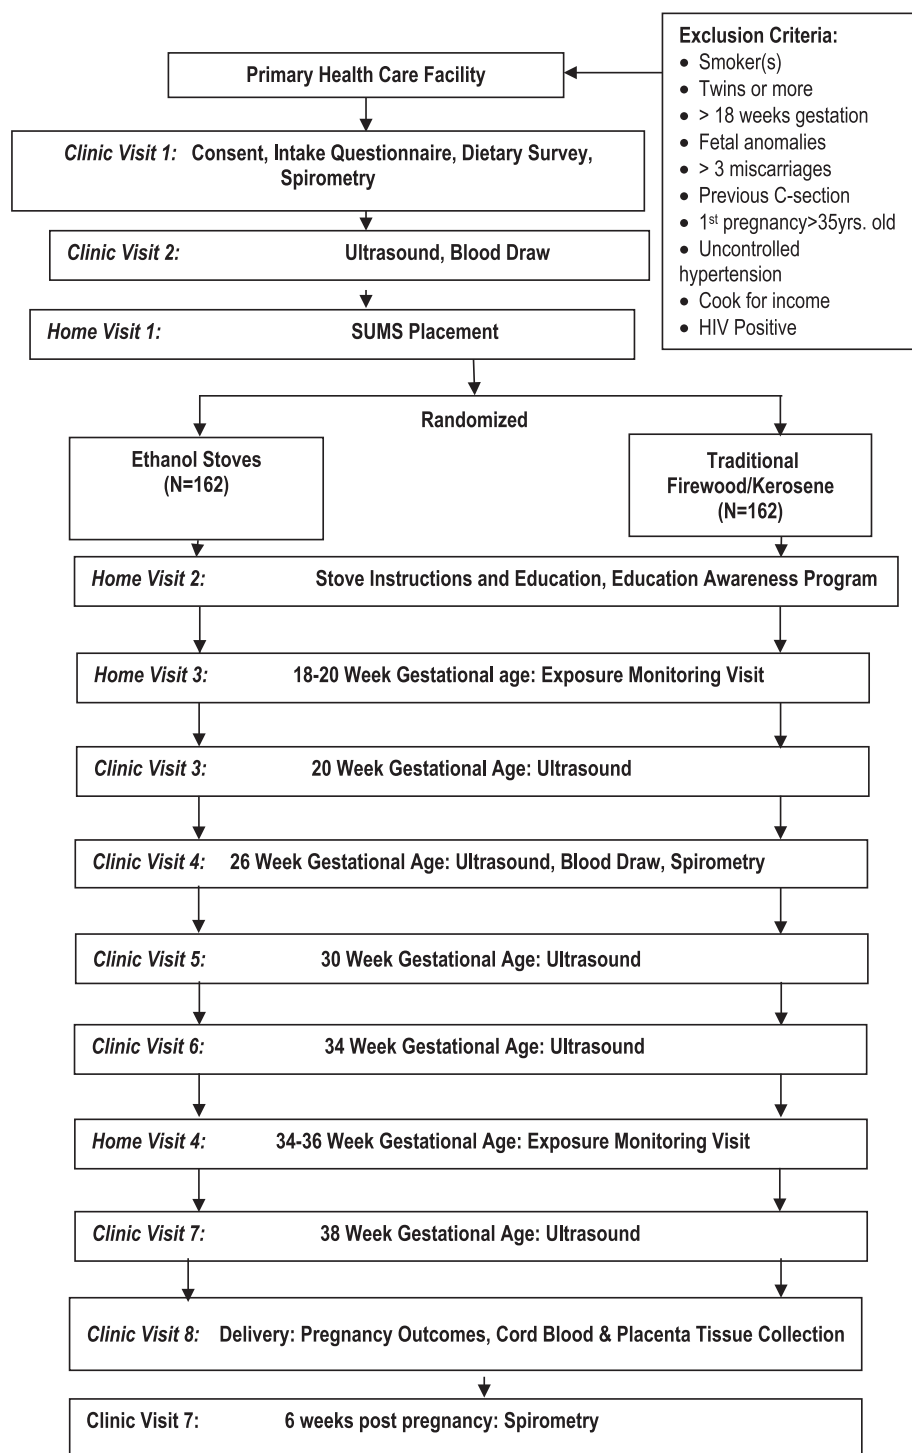 Exclusion Criteria:
• Smoker(s)
• Twins or more
• > 18 weeks gestation
• Fetal anomalies
• > 3 miscarriages
• Previous C-section
• 1st pregnancy>35yrs. old
• Uncontrolled
hypertension
• Cook for income
• HIV Positive
Primary Health Care Facility
Clinic Visit 1: Consent, Intake Questionnaire, Dietary Survey,
Spirometry
Clinic Visit 2: Ultrasound, Blood Draw
Home Visit 1: SUMS Placement
Randomized
Ethanol Stoves
(N=162)
Traditional
Firewood/Kerosene
(N=162)
Home Visit 2: Stove Instructions and Education, Education Awareness Program
Home Visit 3: 18-20 Week Gestational age: Exposure Monitoring Visit
Clinic Visit 3: 20 Week Gestational Age: Ultrasound
Clinic Visit 4: 26 Week Gestational Age: Ultrasound, Blood Draw, Spirometry
Clinic Visit 5: 30 Week Gestational Age: Ultrasound
Clinic Visit 6: 34 Week Gestational Age: Ultrasound
Home Visit 4: 34-36 Week Gestational Age: Exposure Monitoring Visit
Clinic Visit 7: 38 Week Gestational Age: Ultrasound
Clinic Visit 8: Delivery: Pregnancy Outcomes, Cord Blood & Placenta Tissue Collection
Clinic Visit 7: 6 weeks post pregnancy: Spirometry